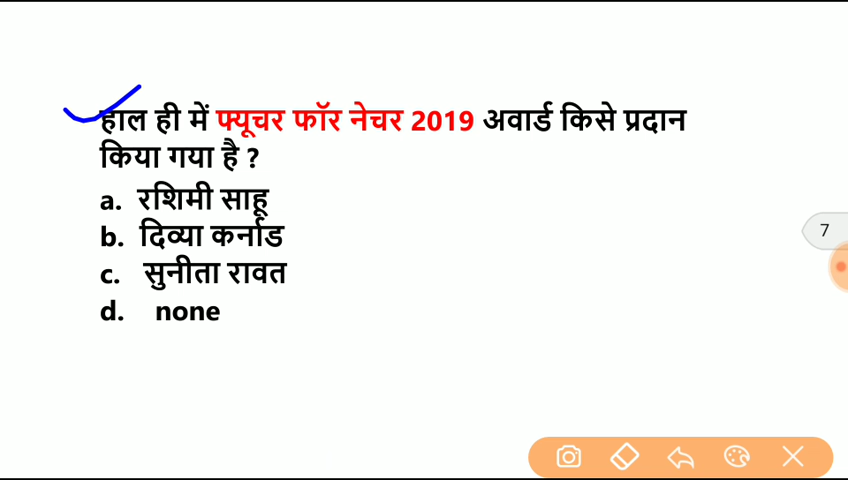 हाल ही में फ्यूचर फॉर नेचर 2019 अवार्ड किसे प्रदान
किया गया है ?
a. रशिमी साहू
b. दिव्या कर्नाड
c. सुनीता रावत
d. none
7